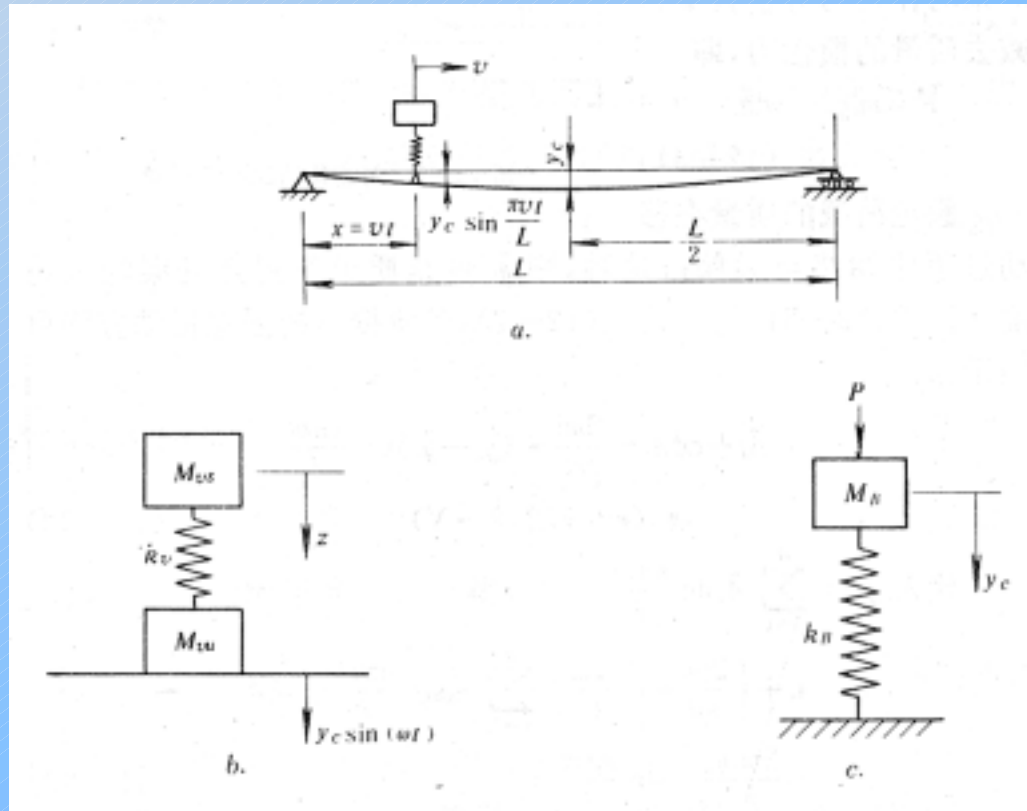 v
y_c
x = vt
y_c sin πvt/L
L/2
L
a.
M_vs
k_v
z
M_vu
y_c sin (ωt)
b.
P
M_B
k_B
y_c
c.